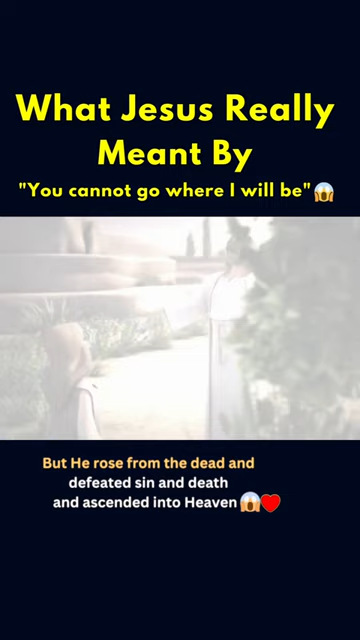 What Jesus Really
Meant By
"You cannot go where I will be"😱
But He rose from the dead and
defeated sin and death
and ascended into Heaven😱❤️